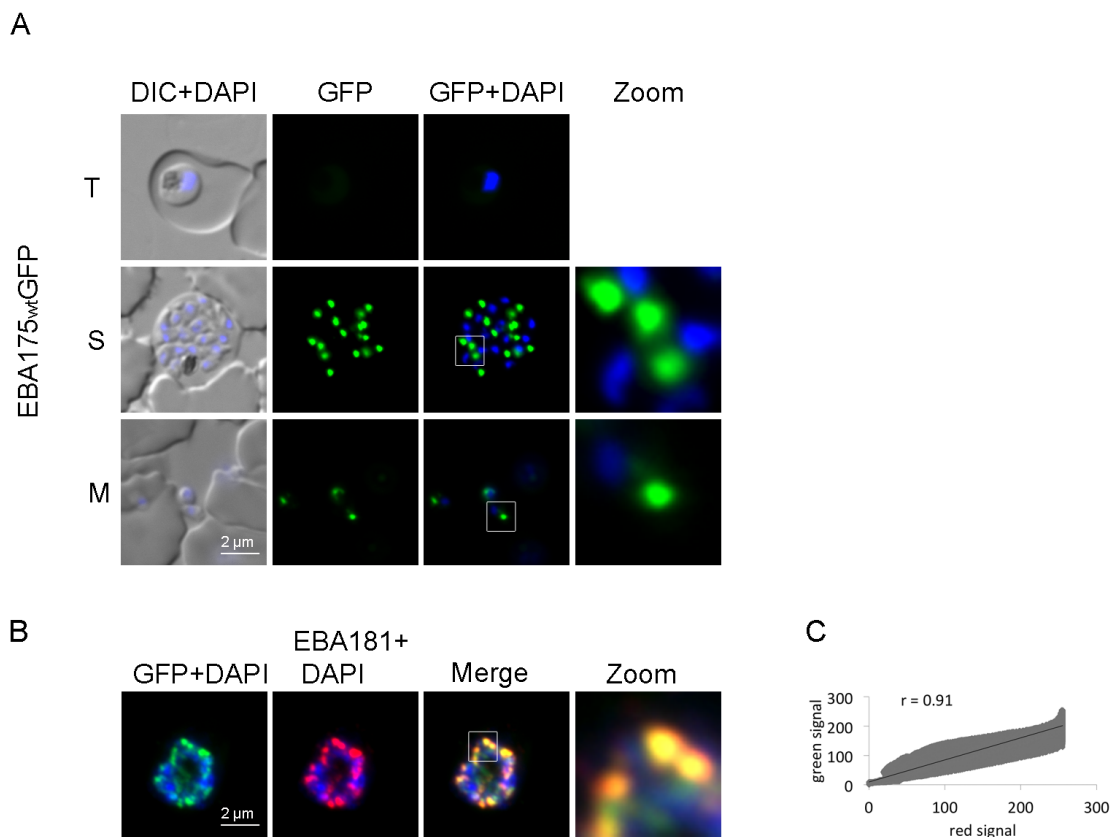 A
DIC+DAPI GFP GFP+DAPI Zoom
T
EBA175wtGFP
S
M
2 µm
B
EBA181+
GFP+DAPI DAPI Merge Zoom
2 µm
C
r = 0.91
300
200
100
0
green signal
0 100 200 300
red signal